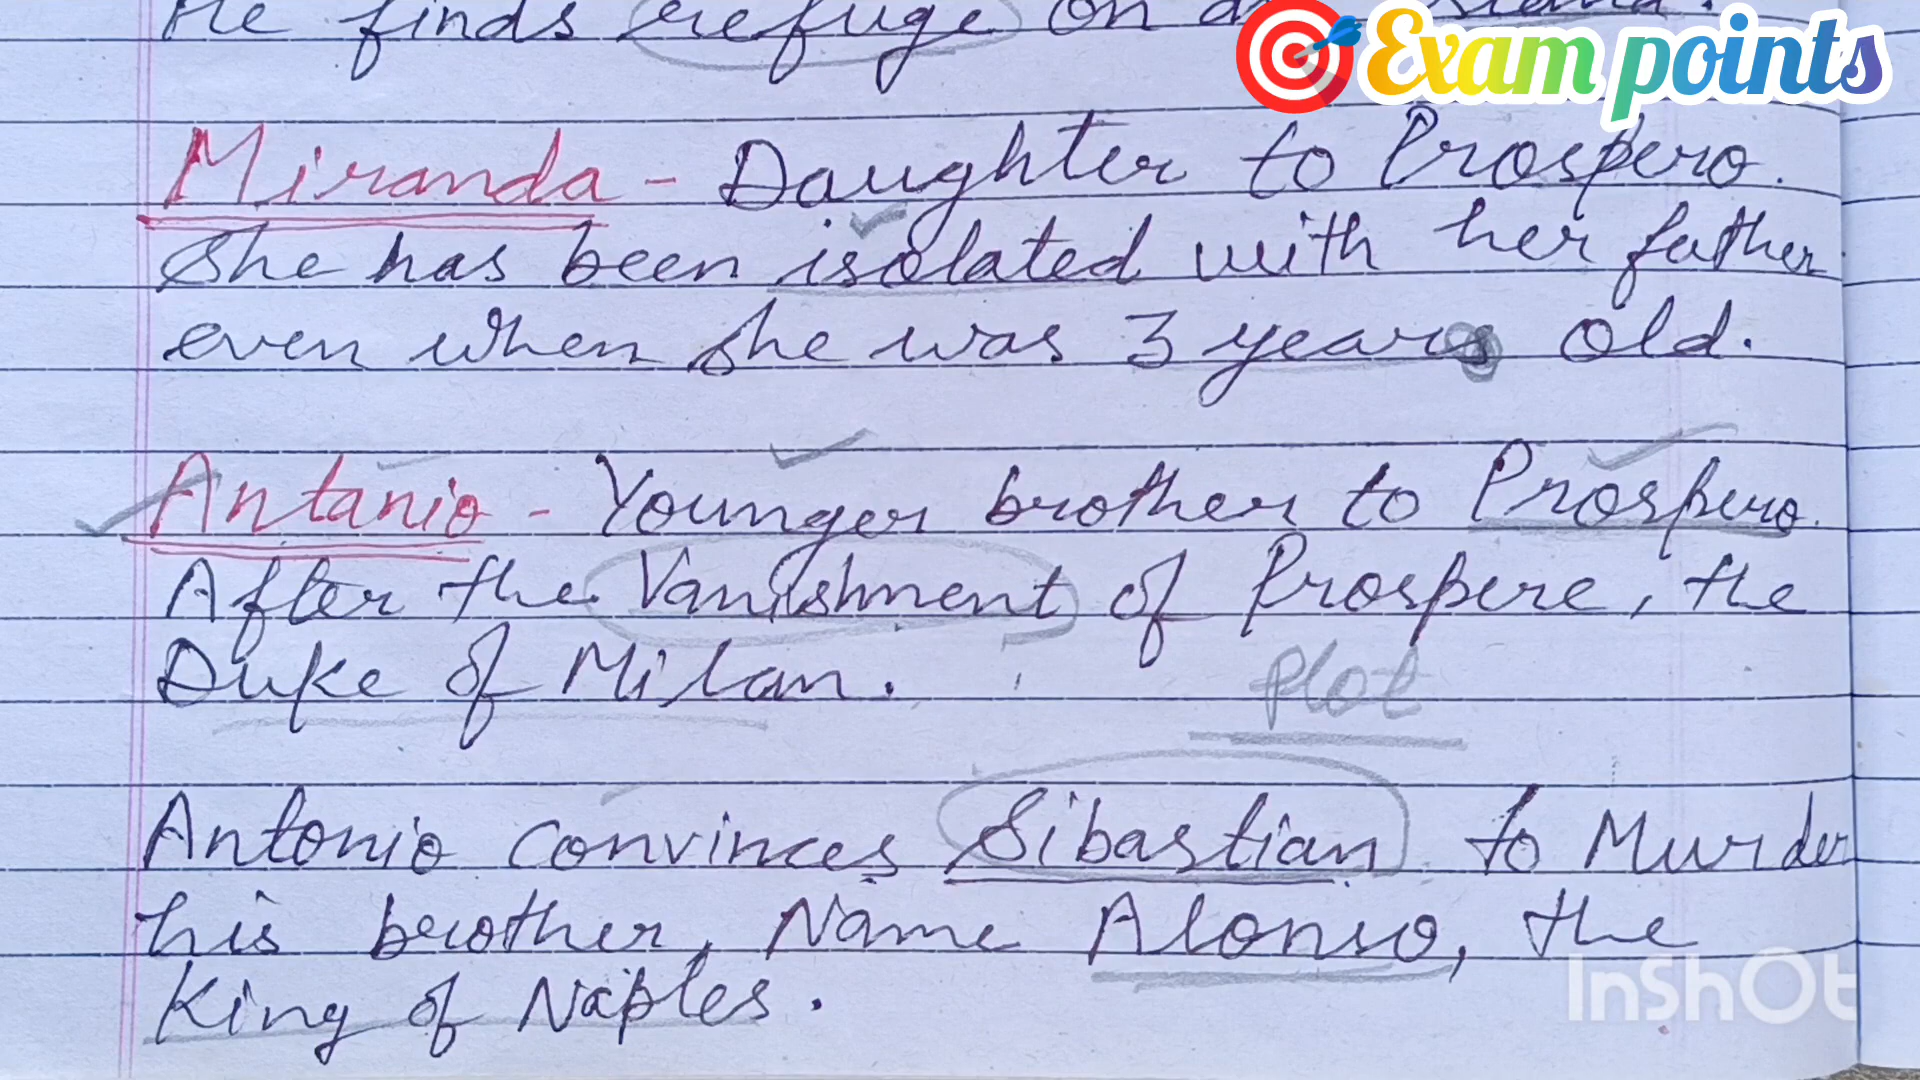 He finds refuge on an island.
Exam points
Miranda - Daughter to Prospero.
She has been isolated with her father
even when she was 3 years old.
Antanio - Younger brother to Prospero.
After the Vanishment of Prospere, the
Duke of Milan.
Plot
Antonio convinces Sibastian to Murder
his brother, Name Alonso, the
King of Naples.
InShOt